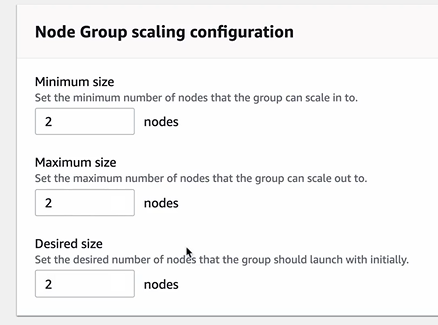 Node Group scaling configuration
Minimum size
Set the minimum number of nodes that the group can scale in to.
2 nodes
Maximum size
Set the maximum number of nodes that the group can scale out to.
2 nodes
Desired size
Set the desired number of nodes that the group should launch with initially.
2 nodes